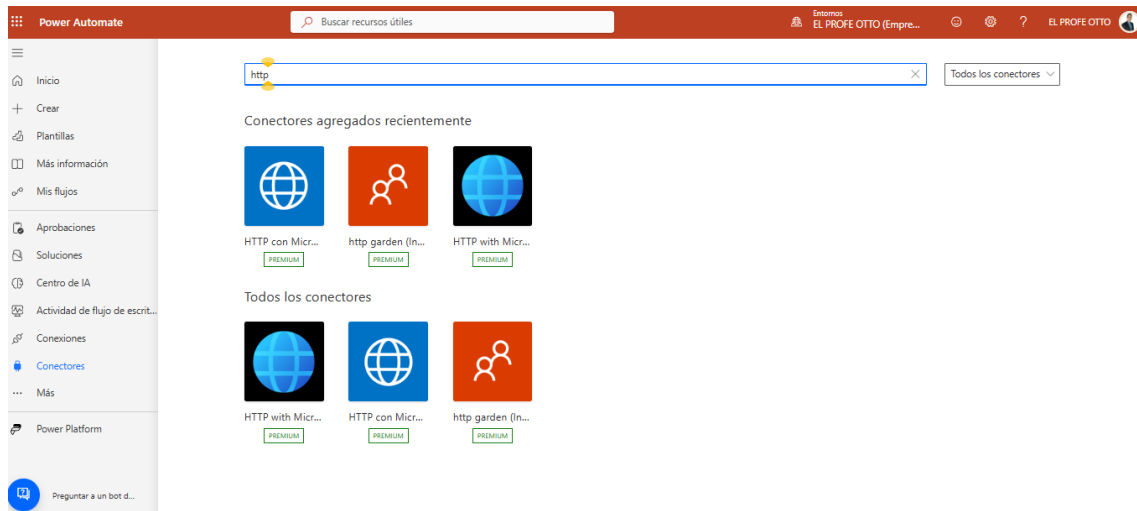 Power Automate
Buscar recursos útiles
Entornos
EL PROFE OTTO (Empre...
?
EL PROFE OTTO
http
Todos los conectores
Inicio
Crear
Plantillas
Más información
Mis flujos
Aprobaciones
Soluciones
Centro de IA
Actividad de flujo de escrit...
Conexiones
Conectores
Más
Power Platform
Preguntar a un bot d...
Conectores agregados recientemente
HTTP con Micr...
PREMIUM
http garden (In...
PREMIUM
HTTP with Micr...
PREMIUM
Todos los conectores
HTTP with Micr...
PREMIUM
HTTP con Micr...
PREMIUM
http garden (In...
PREMIUM